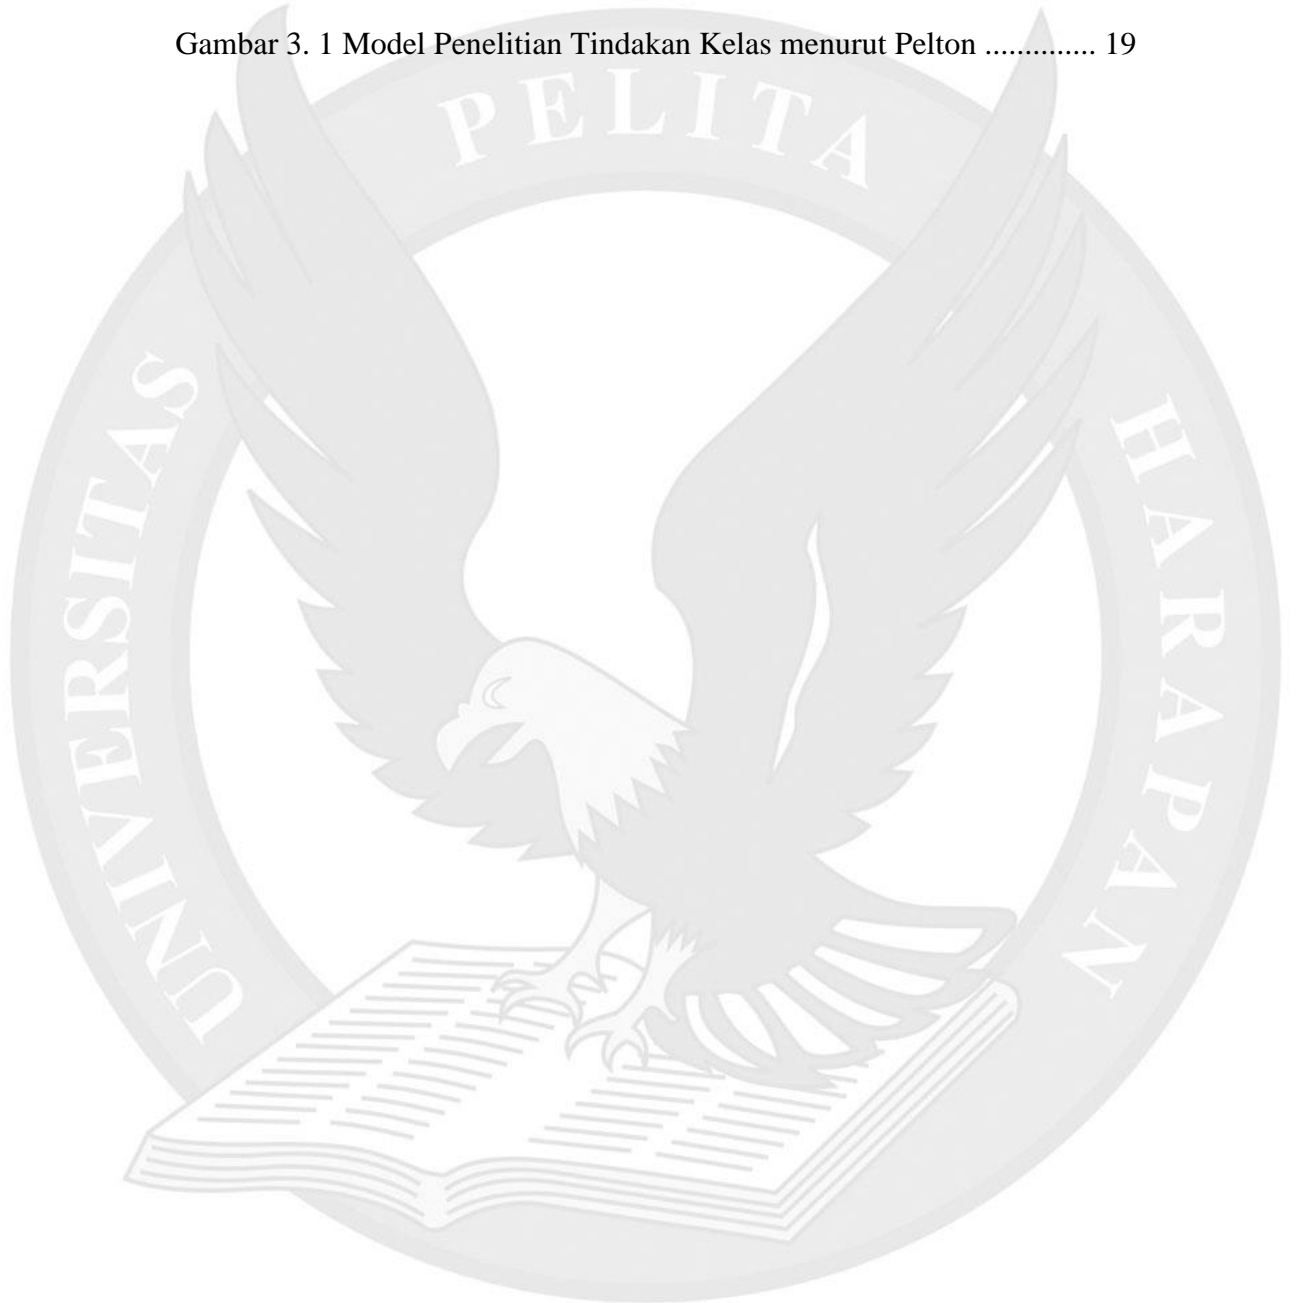 Gambar 3. 1 Model Penelitian Tindakan Kelas menurut Pelton .............. 19
UNIVERSITAS PELITA HARAPAN